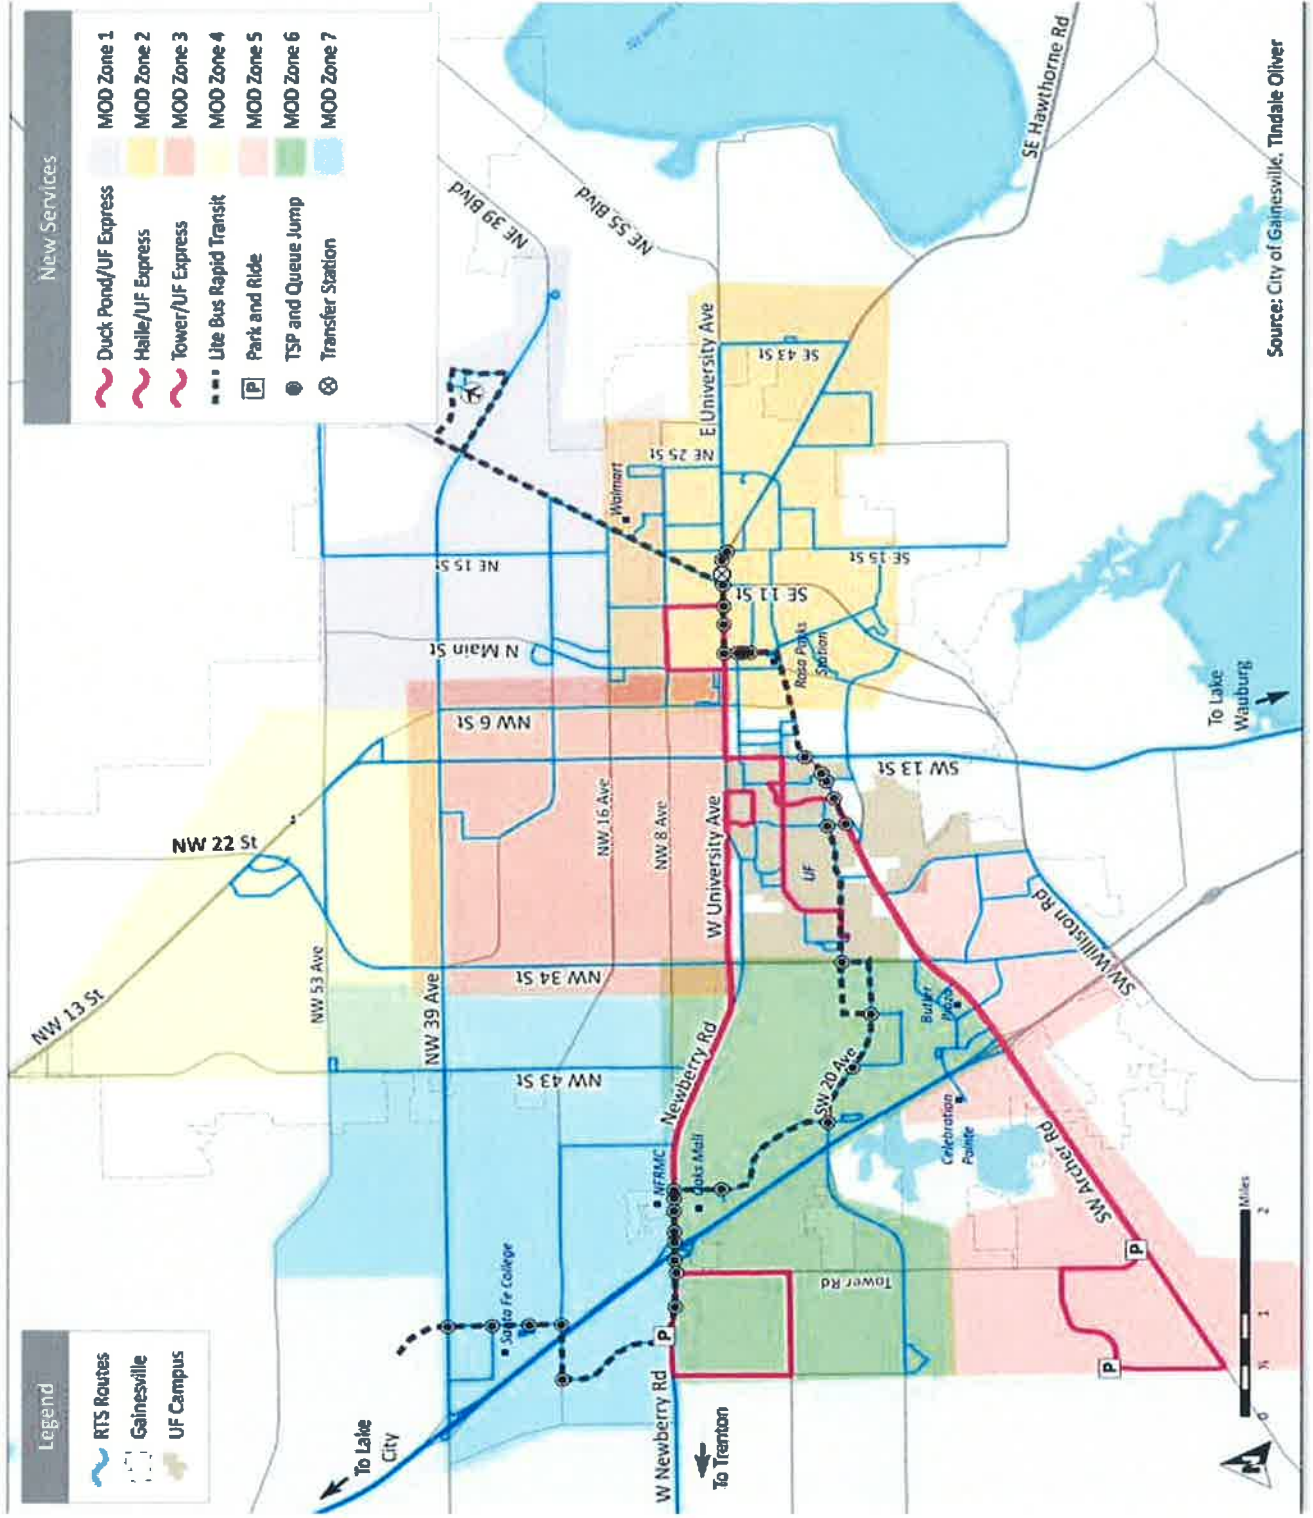 New Services
Duck Pond/UF Express
Haile/UF Express
Tower/UF Express
Lite Bus Rapid Transit
P Park and Ride
TSP and Queue Jump
Transfer Station
MOD Zone 1
MOD Zone 2
MOD Zone 3
MOD Zone 4
MOD Zone 5
MOD Zone 6
MOD Zone 7
Legend
RTS Routes
Gainesville
UF Campus
To Lake
City
NW 13 St
NW 22 St
NW 53 Ave
NW 39 Ave
NW 34 St
NW 43 St
NW 6 St
N Main St
NE 15 St
NE 39 Blvd
NE 55 Blvd
NW 16 Ave
NW 8 Ave
Walmart
NE 25 St
E University Ave
W University Ave
Newberry Rd
W Newberry Rd
To Trenton
Santa Fe College
NFRMC
Oaks Mall
P
SW 20 Ave
Tower Rd
UF
Rosa Parks
Station
SE 11 St
SE 15 St
SE 43 St
SE Hawthorne Rd
SW 13 St
Butler
Plaza
Celebration
Pointe
SW Archer Rd
SW Williston Rd
P
P
To Lake
Wauburg
N
0 ½ 1 2
Miles
Source: City of Gainesville, Tindale Oliver